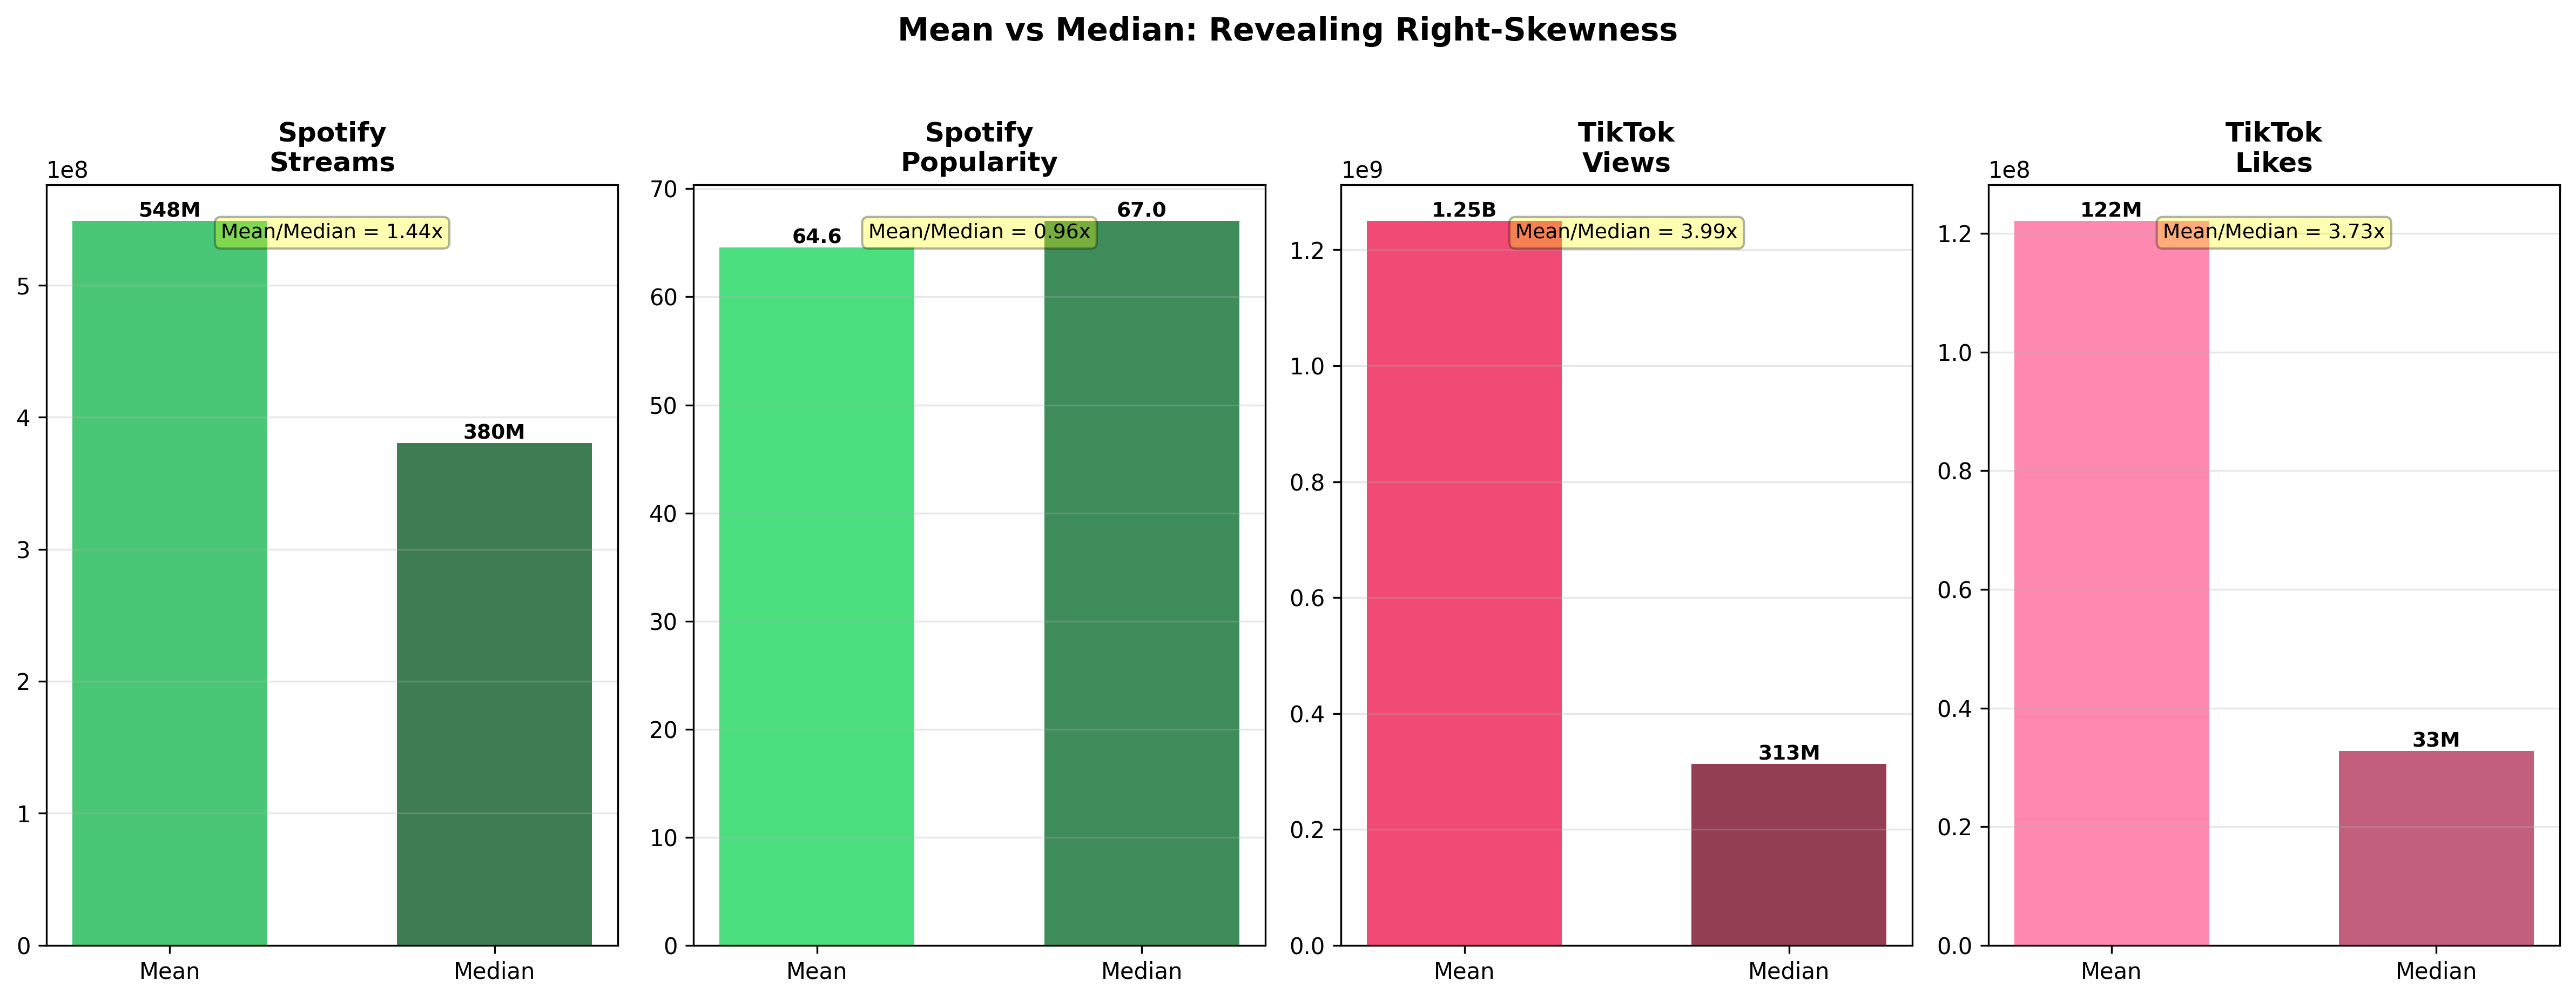 Mean vs Median: Revealing Right-Skewness
Spotify
Streams
1e8
548M
Mean/Median = 1.44x
380M
5
4
3
2
1
0
Mean
Median
Spotify
Popularity
70
60
50
40
30
20
10
0
64.6
Mean/Median = 0.96x
67.0
Mean
Median
TikTok
Views
1e9
1.25B
Mean/Median = 3.99x
313M
1.2
1.0
0.8
0.6
0.4
0.2
0.0
Mean
Median
TikTok
Likes
1e8
122M
Mean/Median = 3.73x
33M
1.2
1.0
0.8
0.6
0.4
0.2
0.0
Mean
Median